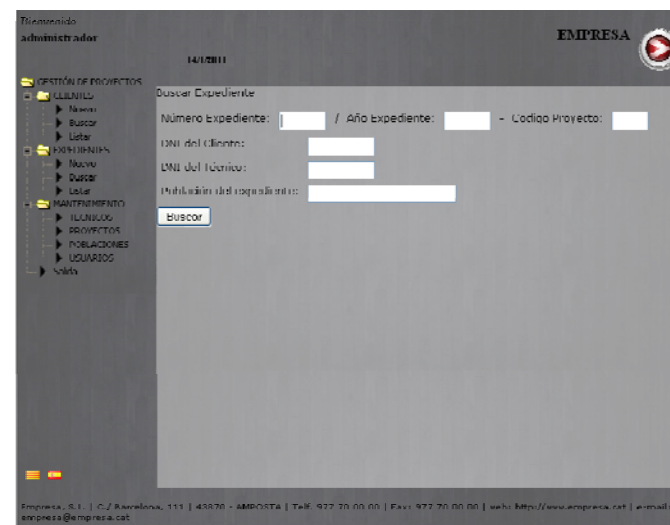 Bienvenido
administrador
EMPRESA
14/1/2011
GESTIÓN DE PROYECTOS
CLIENTES
Nuevo
Buscar
Listar
EXPEDIENTES
Nuevo
Buscar
Listar
MANTENIMIENTO
TECNICOS
PROYECTOS
POBLACIONES
USUARIOS
Salida
Buscar Expediente
Número Expediente: / Año Expediente: - Codigo Proyecto:
DNI del Cliente:
DNI del Técnico:
Población del expediente:
Buscar
Empresa, S.L. | C./ Barcelona, 111 | 43870 - AMPOSTA | Telf. 977 70 00 00 | Fax: 977 70 00 00 | web: http://www.empresa.cat | e-mail:
empresa@empresa.cat